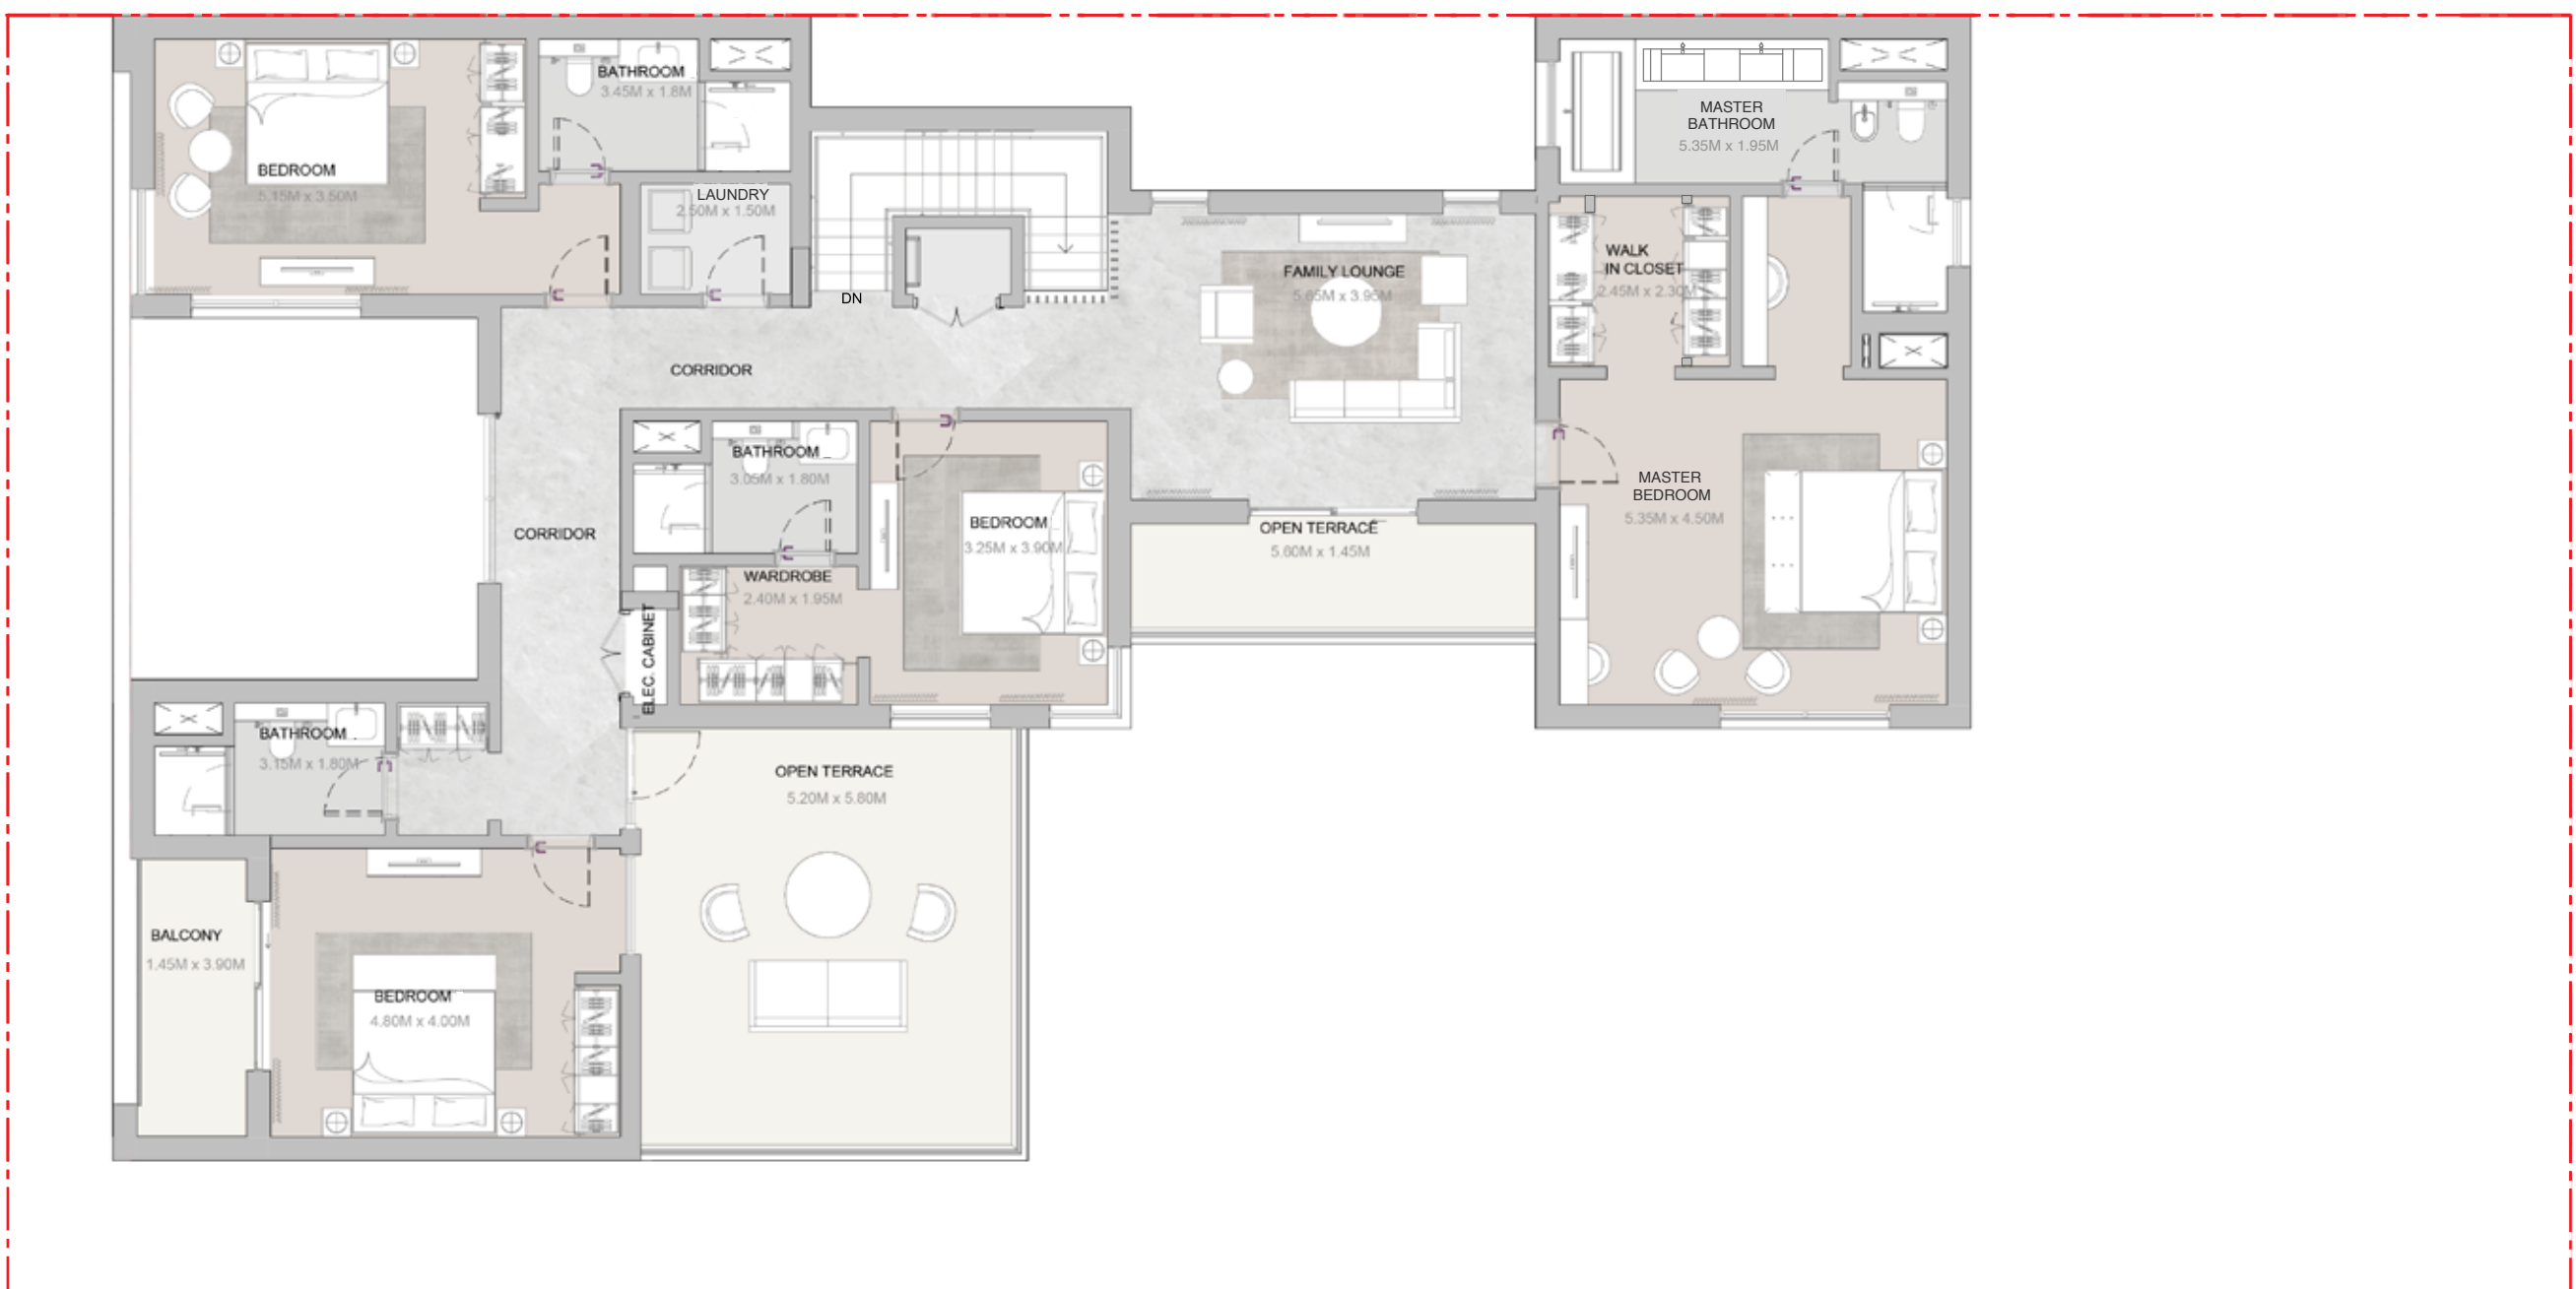 BATHROOM
3.45M x 1.8M
MASTER
BATHROOM
5.35M x 1.95M
BEDROOM
5.15M x 3.50M
LAUNDRY
2.50M x 1.50M
DN
FAMILY LOUNGE
5.65M x 3.95M
WALK
IN CLOSET
2.45M x 2.30M
CORRIDOR
BATHROOM
3.05M x 1.80M
CORRIDOR
BEDROOM
3.25M x 3.90M
OPEN TERRACE
5.60M x 1.45M
MASTER
BEDROOM
5.35M x 4.50M
WARDROBE
2.40M x 1.95M
ELEC. CABINET
BATHROOM
3.15M x 1.80M
OPEN TERRACE
5.20M x 5.80M
BALCONY
1.45M x 3.90M
BEDROOM
4.80M x 4.00M